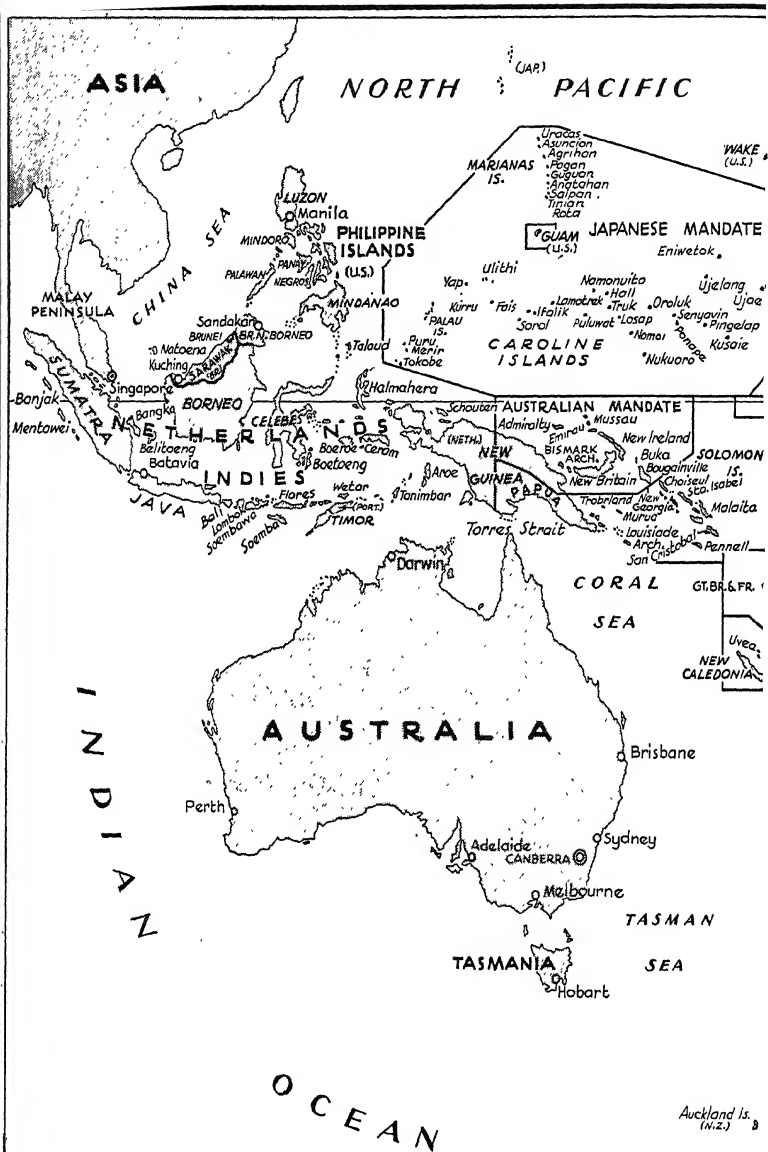 (JAP.)
ASIA
NORTH PACIFIC
Uracas
Asuncion
Agrihan
Pagan
Guguan
Anatahan
Saipan
Tinian
Rota
MARIANAS
IS.
WAKE
(U.S.)
LUZON
Manila
MINDORO
PHILIPPINE
ISLANDS
(U.S.)
PANAY
PALAWAN
NEGROS
MINDANAO
CHINA SEA
GUAM
(U.S.)
JAPANESE MANDATE
Eniwetok
Ulithi
Yap
Namonuito
Hall
Ujelang
Ujae
Kurru
Fais
Lamotrek
Ifalik
Truk
Oroluk
Senyavin
PALAU
IS.
Sorol
Puluwat
Losap
Pingelap
Ponape
Nomoi
Kusaie
Puru
Merir
Tokobe
CAROLINE
ISLANDS
Nukuoro
MALAY
PENINSULA
Sandakan
BRUNEI
BR.N.BORNEO
Natoena
SARAWAK
(BR.)
Kuching
Talaud
SUMATRA
Singapore
Halmahera
Banjak
BORNEO
Mentawei
Bangka
CELEBES
Schouten
AUSTRALIAN MANDATE
Admiralty
Emirau
Mussau
NETHERLANDS
(NETH.)
NEW
GUINEA
BISMARK
ARCH.
New Ireland
Buka
Bougainville
SOLOMON
IS.
Belitoeng
Batavia
Boeroe
Ceram
Boetoeng
INDIES
Aroe
New Britain
Choiseul
Sta. Isabel
JAVA
Flores
Wetar
Tanimbar
PAPUA
Trobriand
New
Georgia
Malaita
Bali
Lombok
Soembawa
Soemba
(PORT.)
TIMOR
Murua
Torres Strait
Louisiade
Arch.
San Cristobal
Pennell
Darwin
CORAL
SEA
GT.BR.& FR.
Uvea
NEW
CALEDONIA
AUSTRALIA
Brisbane
Perth
Adelaide
CANBERRA
Sydney
Melbourne
TASMAN
SEA
TASMANIA
Hobart
INDIAN
OCEAN
Auckland Is.
(N.Z.)